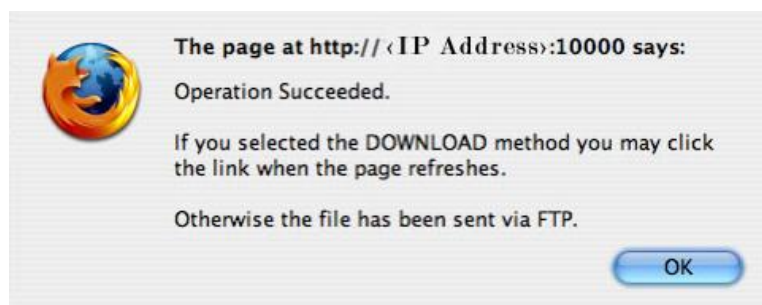 The page at http://‹IP Address›:10000 says:
Operation Succeeded.
If you selected the DOWNLOAD method you may click
the link when the page refreshes.
Otherwise the file has been sent via FTP.
OK